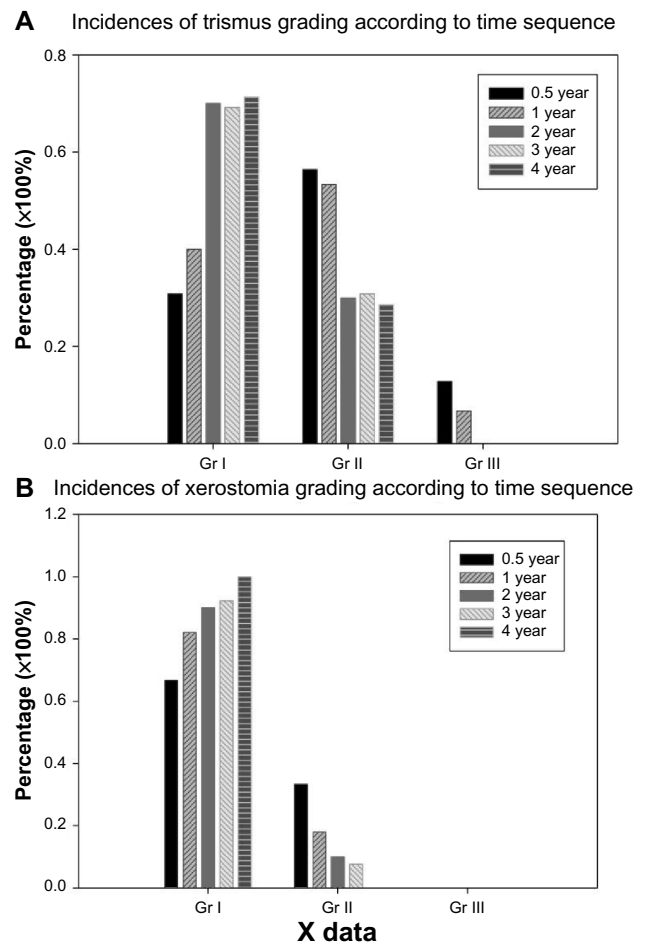 A Incidences of trismus grading according to time sequence
0.8
0.6
0.4
0.2
0.0
Percentage (×100%)
0.5 year
1 year
2 year
3 year
4 year
Gr I Gr II Gr III
B Incidences of xerostomia grading according to time sequence
1.2
1.0
0.8
0.6
0.4
0.2
0.0
Percentage (×100%)
0.5 year
1 year
2 year
3 year
4 year
Gr I Gr II Gr III
X data